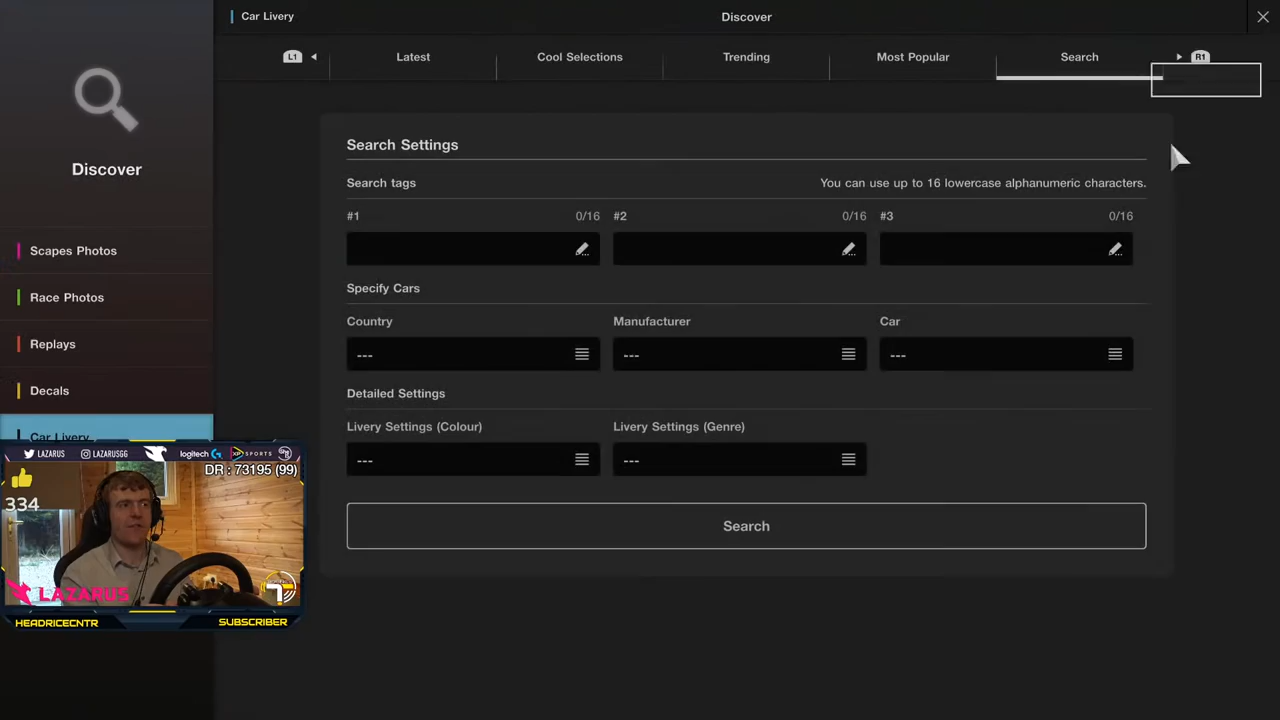 Car Livery
Discover
L1
Latest
Cool Selections
Trending
Most Popular
Search
R1
Discover
Scapes Photos
Race Photos
Replays
Decals
Car Livery
Search Settings
Search tags
You can use up to 16 lowercase alphanumeric characters.
#1 0/16
#2 0/16
#3 0/16
Specify Cars
Country
Manufacturer
Car
---
---
---
Detailed Settings
Livery Settings (Colour)
Livery Settings (Genre)
---
---
Search
LAZARUS
LAZARUSGG
logitech G
XPSPORTS
DR : 73195 (99)
334
LAZARUS
HEADRICECNTR
SUBSCRIBER